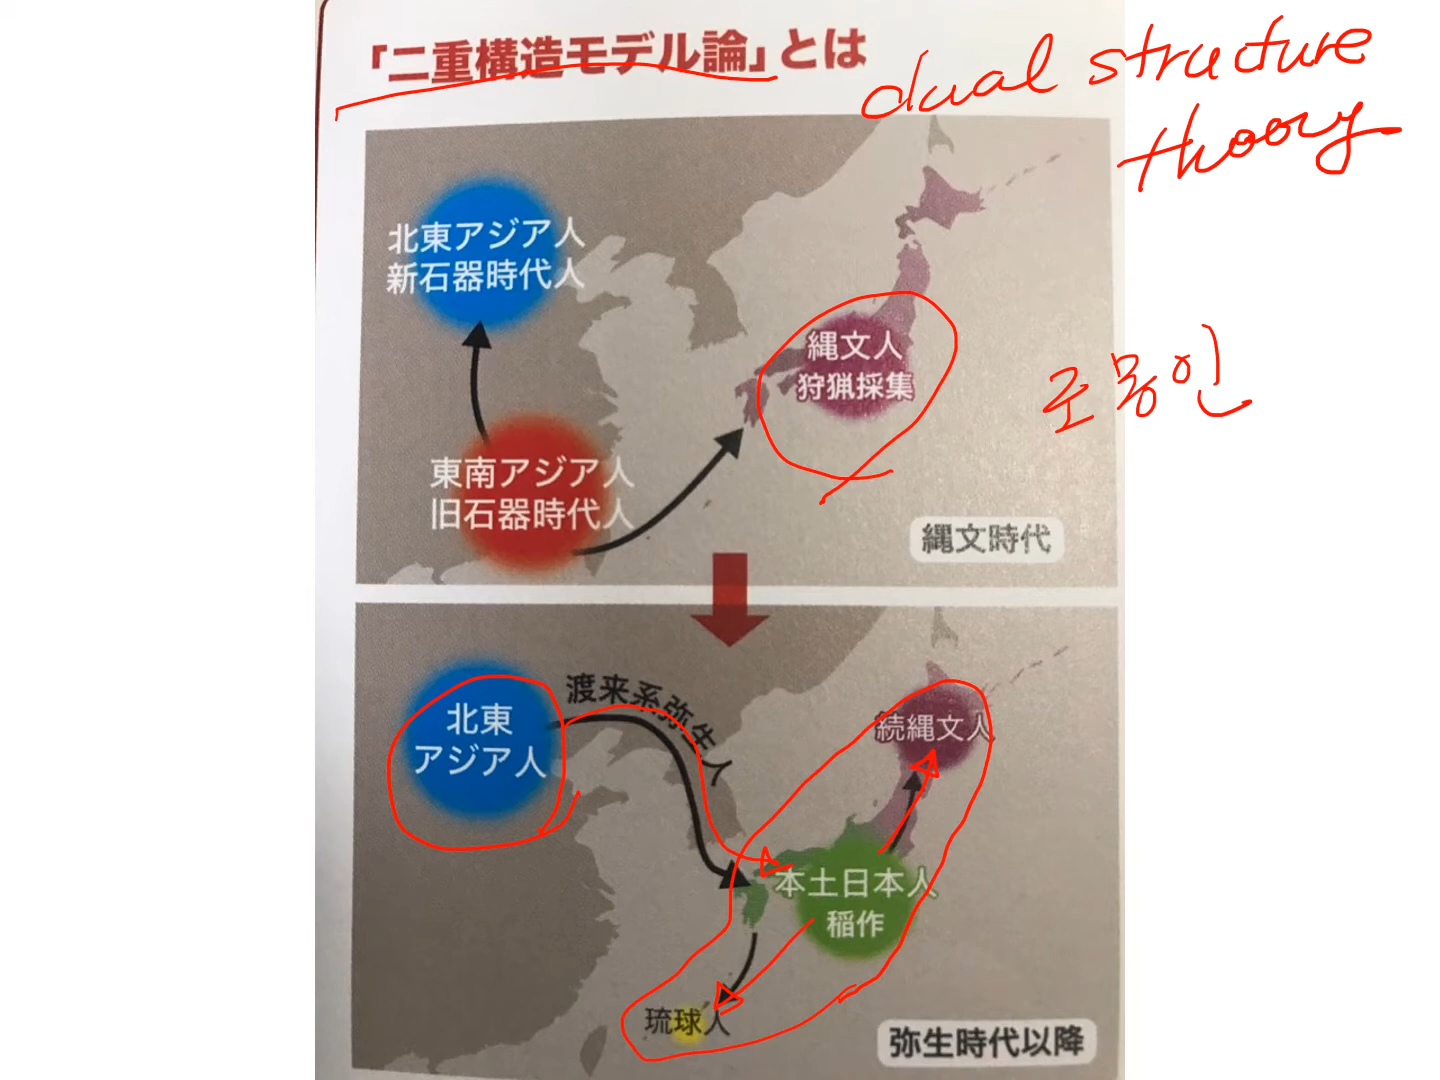 「二重構造モデル論」とは
dual structure
theory
北東アジア人
新石器時代人
縄文人
狩猟採集
조몽인
東南アジア人
旧石器時代人
縄文時代
北東
アジア人
渡来系弥生人
続縄文人
本土日本人
稲作
琉球人
弥生時代以降